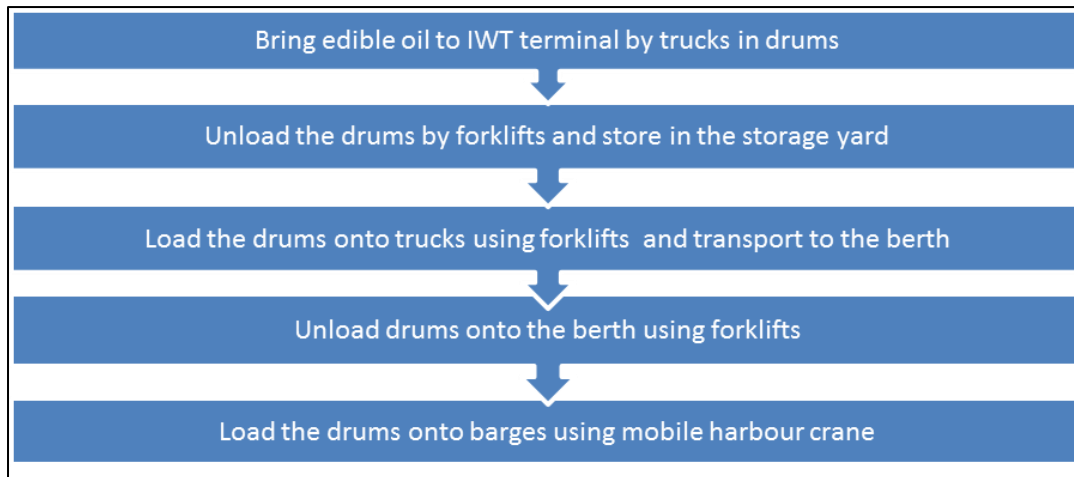 Bring edible oil to IWT terminal by trucks in drums
Unload the drums by forklifts and store in the storage yard
Load the drums onto trucks using forklifts  and transport to the berth
Unload drums onto the berth using forklifts
Load the drums onto barges using mobile harbour crane